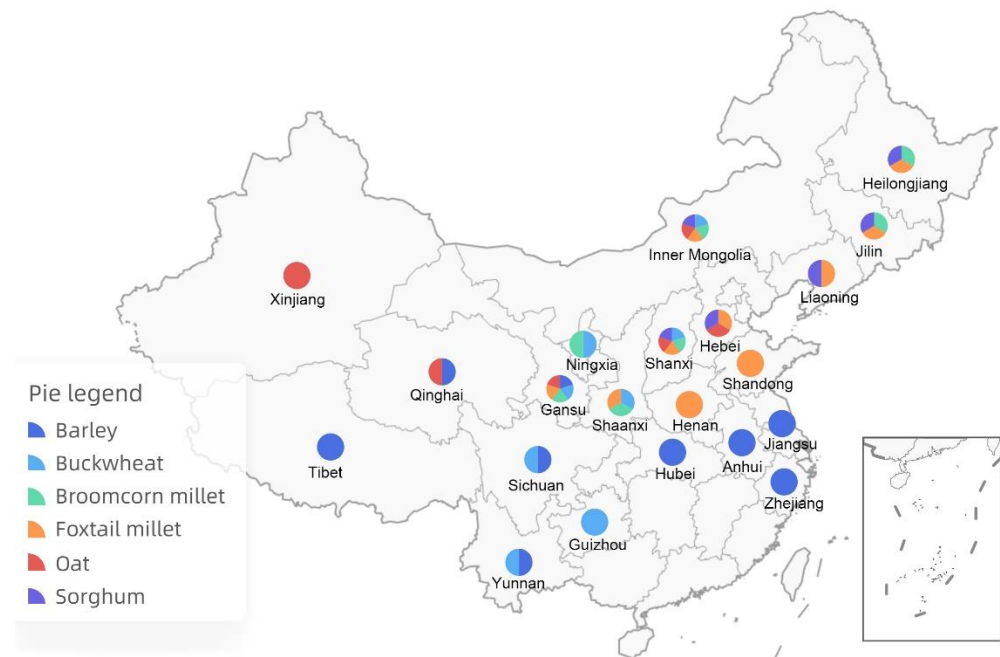 Heilongjiang
Jilin
Inner Mongolia
Liaoning
Xinjiang
Hebei
Ningxia
Shanxi
Shandong
Qinghai
Gansu
Shaanxi
Henan
Jiangsu
Tibet
Sichuan
Hubei
Anhui
Zhejiang
Guizhou
Yunnan
Pie legend
Barley
Buckwheat
Broomcorn millet
Foxtail millet
Oat
Sorghum